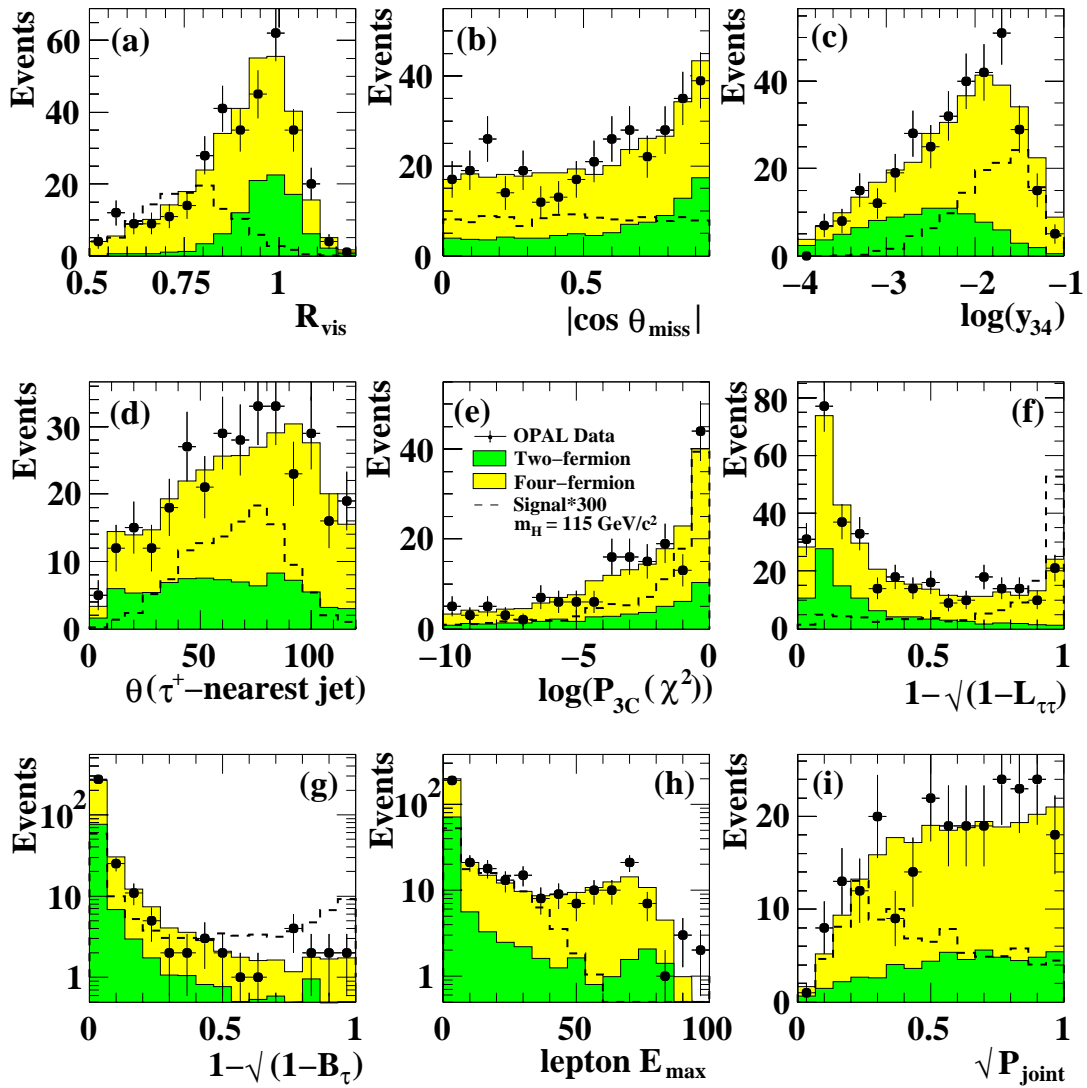 Events
(a)
60
40
20
0
0.5 0.75 1
R_vis
Events
(b)
40
20
0
0 0.5
|cos θ_miss|
Events
(c)
40
20
0
−4 −3 −2 −1
log(y_34)
Events
(d)
30
20
10
0
0 50 100
θ(τ⁺−nearest jet)
Events
(e)
40
20
0
OPAL Data
Two−fermion
Four−fermion
Signal*300
m_H = 115 GeV/c²
−10 −5 0
log(P_3C(χ²))
Events
(f)
80
60
40
20
0
0 0.5 1
1−√(1−L_ττ)
Events
(g)
10²
10
1
0 0.5 1
1−√(1−B_τ)
Events
(h)
10²
10
1
0 50 100
lepton E_max
Events
(i)
20
10
0
0 0.5 1
√P_joint